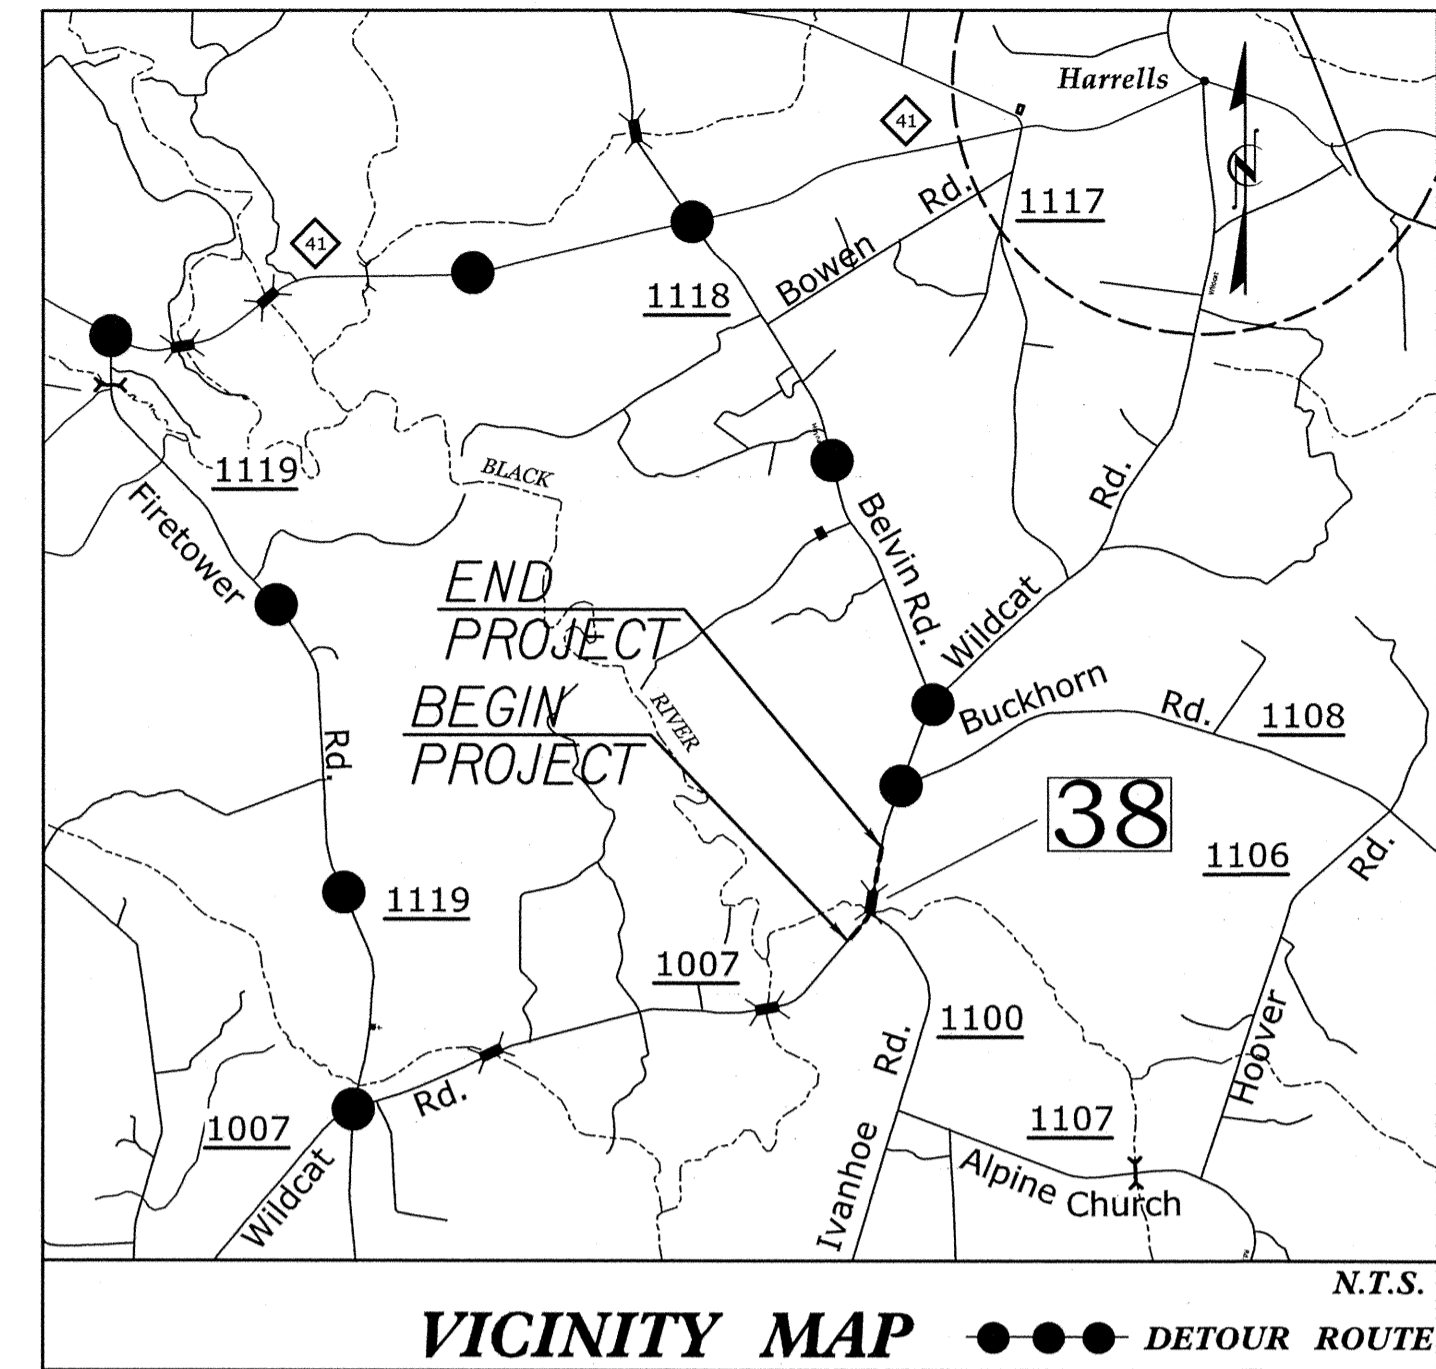 Harrells
41
1117
Bowen Rd.
41
1118
1119
BLACK
Firetower
Belvin Rd.
Rd.
END
PROJECT
Wildcat
BEGIN
PROJECT
RIVER
Buckhorn
Rd.
1108
Rd.
38
1106
Rd.
1119
1007
1100
Rd.
Hoover
Rd.
1007
1107
Wildcat
Ivanhoe
Alpine
Church
N.T.S.
VICINITY MAP
DETOUR ROUTE